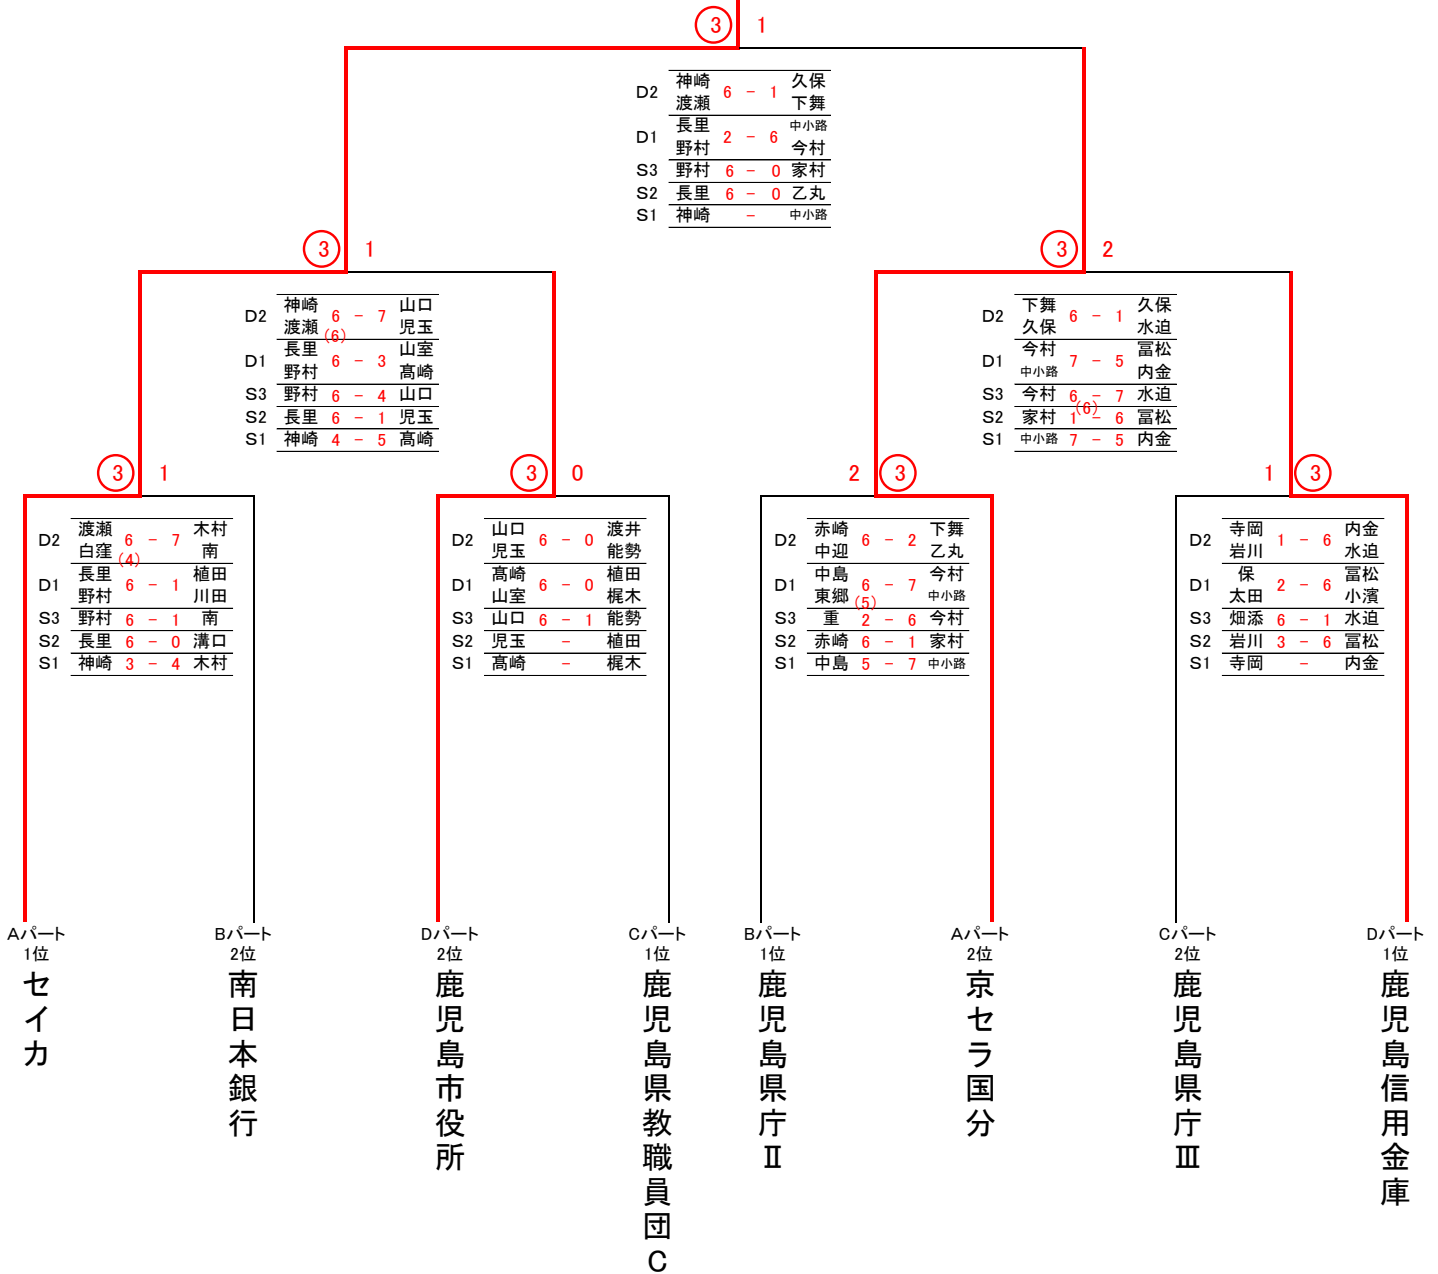 ③ 1
D2 神崎 渡瀬 6 － 1 久保 下舞
D1 長里 野村 2 － 6 中小路 今村
S3 野村 6 － 0 家村
S2 長里 6 － 0 乙丸
S1 神崎 － 中小路
③ 1
D2 神崎 渡瀬 6 － 7 (6) 山口 児玉
D1 長里 野村 6 － 3 山室 髙崎
S3 野村 6 － 4 山口
S2 長里 6 － 1 児玉
S1 神崎 4 － 5 髙崎
③ 2
D2 下舞 久保 6 － 1 久保 水迫
D1 今村 中小路 7 － 5 冨松 内金
S3 今村 6 － 7 (6) 水迫
S2 家村 1 － 6 冨松
S1 中小路 7 － 5 内金
③ 1
D2 渡瀬 白窪 6 － 7 (4) 木村 南
D1 長里 野村 6 － 1 植田 川田
S3 野村 6 － 1 南
S2 長里 6 － 0 溝口
S1 神崎 3 － 4 木村
③ 0
D2 山口 児玉 6 － 0 渡井 能勢
D1 髙崎 山室 6 － 0 植田 梶木
S3 山口 6 － 1 能勢
S2 児玉 － 植田
S1 髙崎 － 梶木
2 ③
D2 赤崎 中迎 6 － 2 下舞 乙丸
D1 中島 東郷 6 － 7 (5) 今村 中小路
S3 重 2 － 6 今村
S2 赤崎 6 － 1 家村
S1 中島 5 － 7 中小路
1 ③
D2 寺岡 岩川 1 － 6 内金 水迫
D1 保 太田 2 － 6 冨松 小濱
S3 畑添 6 － 1 水迫
S2 岩川 3 － 6 冨松
S1 寺岡 － 内金
Aパート
1位
セイカ
Bパート
2位
南日本銀行
Dパート
2位
鹿児島市役所
Cパート
1位
鹿児島県教職員団C
Bパート
1位
鹿児島県庁Ⅱ
Aパート
2位
京セラ国分
Cパート
2位
鹿児島県庁Ⅲ
Dパート
1位
鹿児島信用金庫